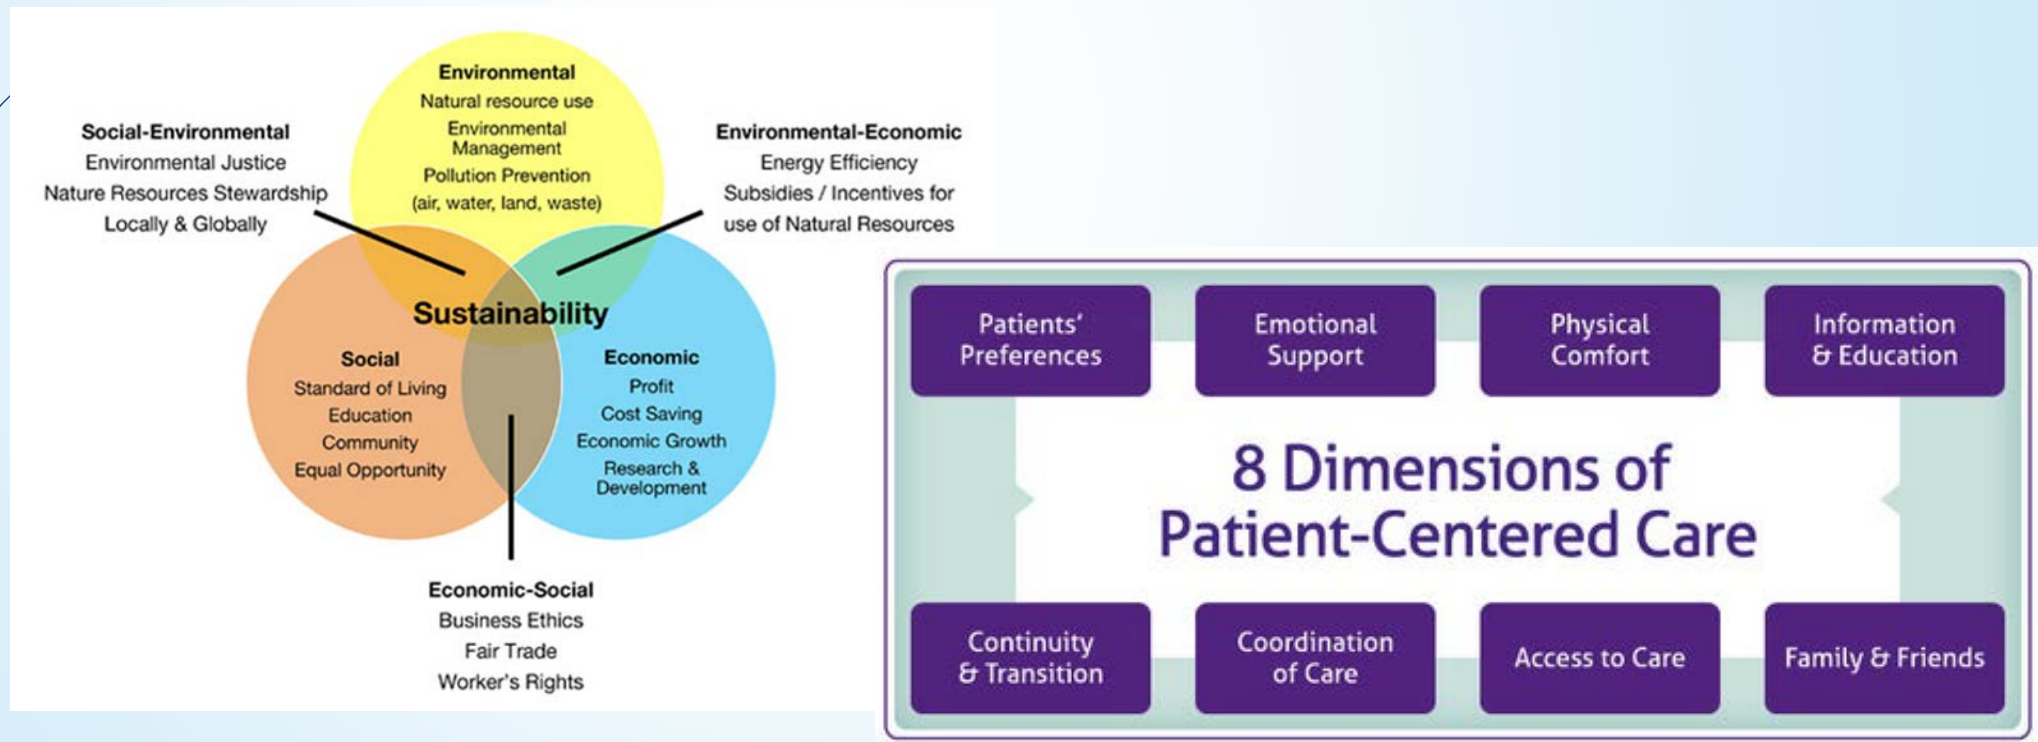 Environmental
Natural resource use
Environmental
Management
Pollution Prevention
(air, water, land, waste)
Social-Environmental
Environmental Justice
Nature Resources Stewardship
Locally & Globally
Environmental-Economic
Energy Efficiency
Subsidies / Incentives for
use of Natural Resources
Sustainability
Social
Standard of Living
Education
Community
Equal Opportunity
Economic
Profit
Cost Saving
Economic Growth
Research &
Development
Economic-Social
Business Ethics
Fair Trade
Worker's Rights
Patients'
Preferences
Emotional
Support
Physical
Comfort
Information
& Education
8 Dimensions of
Patient-Centered Care
Continuity
& Transition
Coordination
of Care
Access to Care
Family & Friends